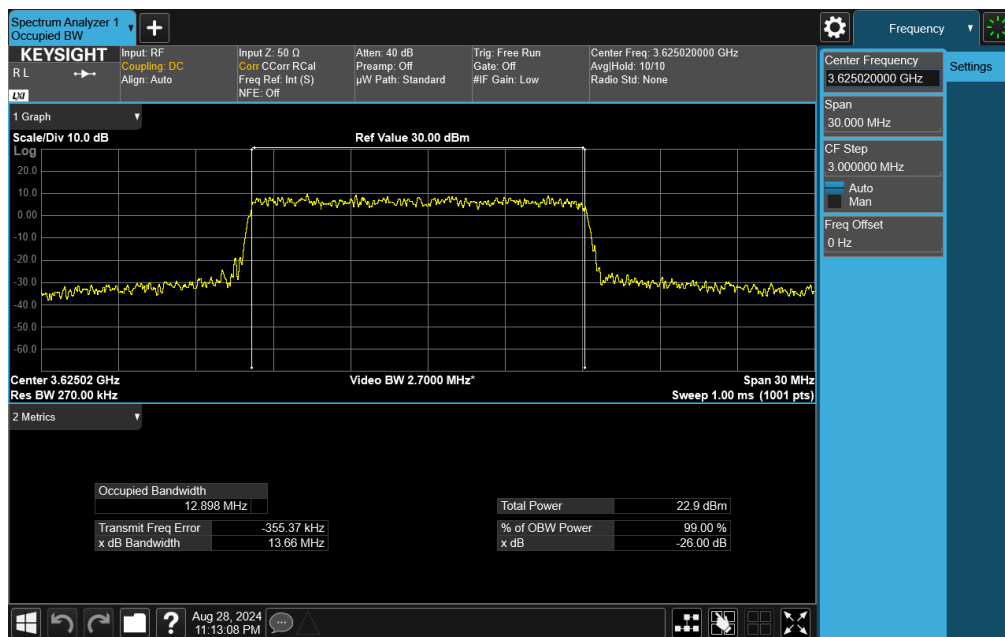 Spectrum Analyzer 1
Occupied BW
Frequency
KEYSIGHT
R L
LXI
Input: RF
Coupling: DC
Align: Auto
Input Z: 50 Ω
Corr CCorr RCal
Freq Ref: Int (S)
NFE: Off
Atten: 40 dB
Preamp: Off
µW Path: Standard
Trig: Free Run
Gate: Off
#IF Gain: Low
Center Freq: 3.625020000 GHz
Avg|Hold: 10/10
Radio Std: None
Center Frequency
3.625020000 GHz
Settings
Span
30.000 MHz
CF Step
3.000000 MHz
Auto
Man
Freq Offset
0 Hz
1 Graph
Scale/Div 10.0 dB
Ref Value 30.00 dBm
Log
20.0
10.0
0.00
-10.0
-20.0
-30.0
-40.0
-50.0
-60.0
Center 3.62502 GHz
Video BW 2.7000 MHz*
Span 30 MHz
Res BW 270.00 kHz
Sweep 1.00 ms (1001 pts)
2 Metrics
Occupied Bandwidth
12.898 MHz
Total Power 22.9 dBm
Transmit Freq Error -355.37 kHz
% of OBW Power 99.00 %
x dB Bandwidth 13.66 MHz
x dB -26.00 dB
?
Aug 28, 2024
11:13:08 PM